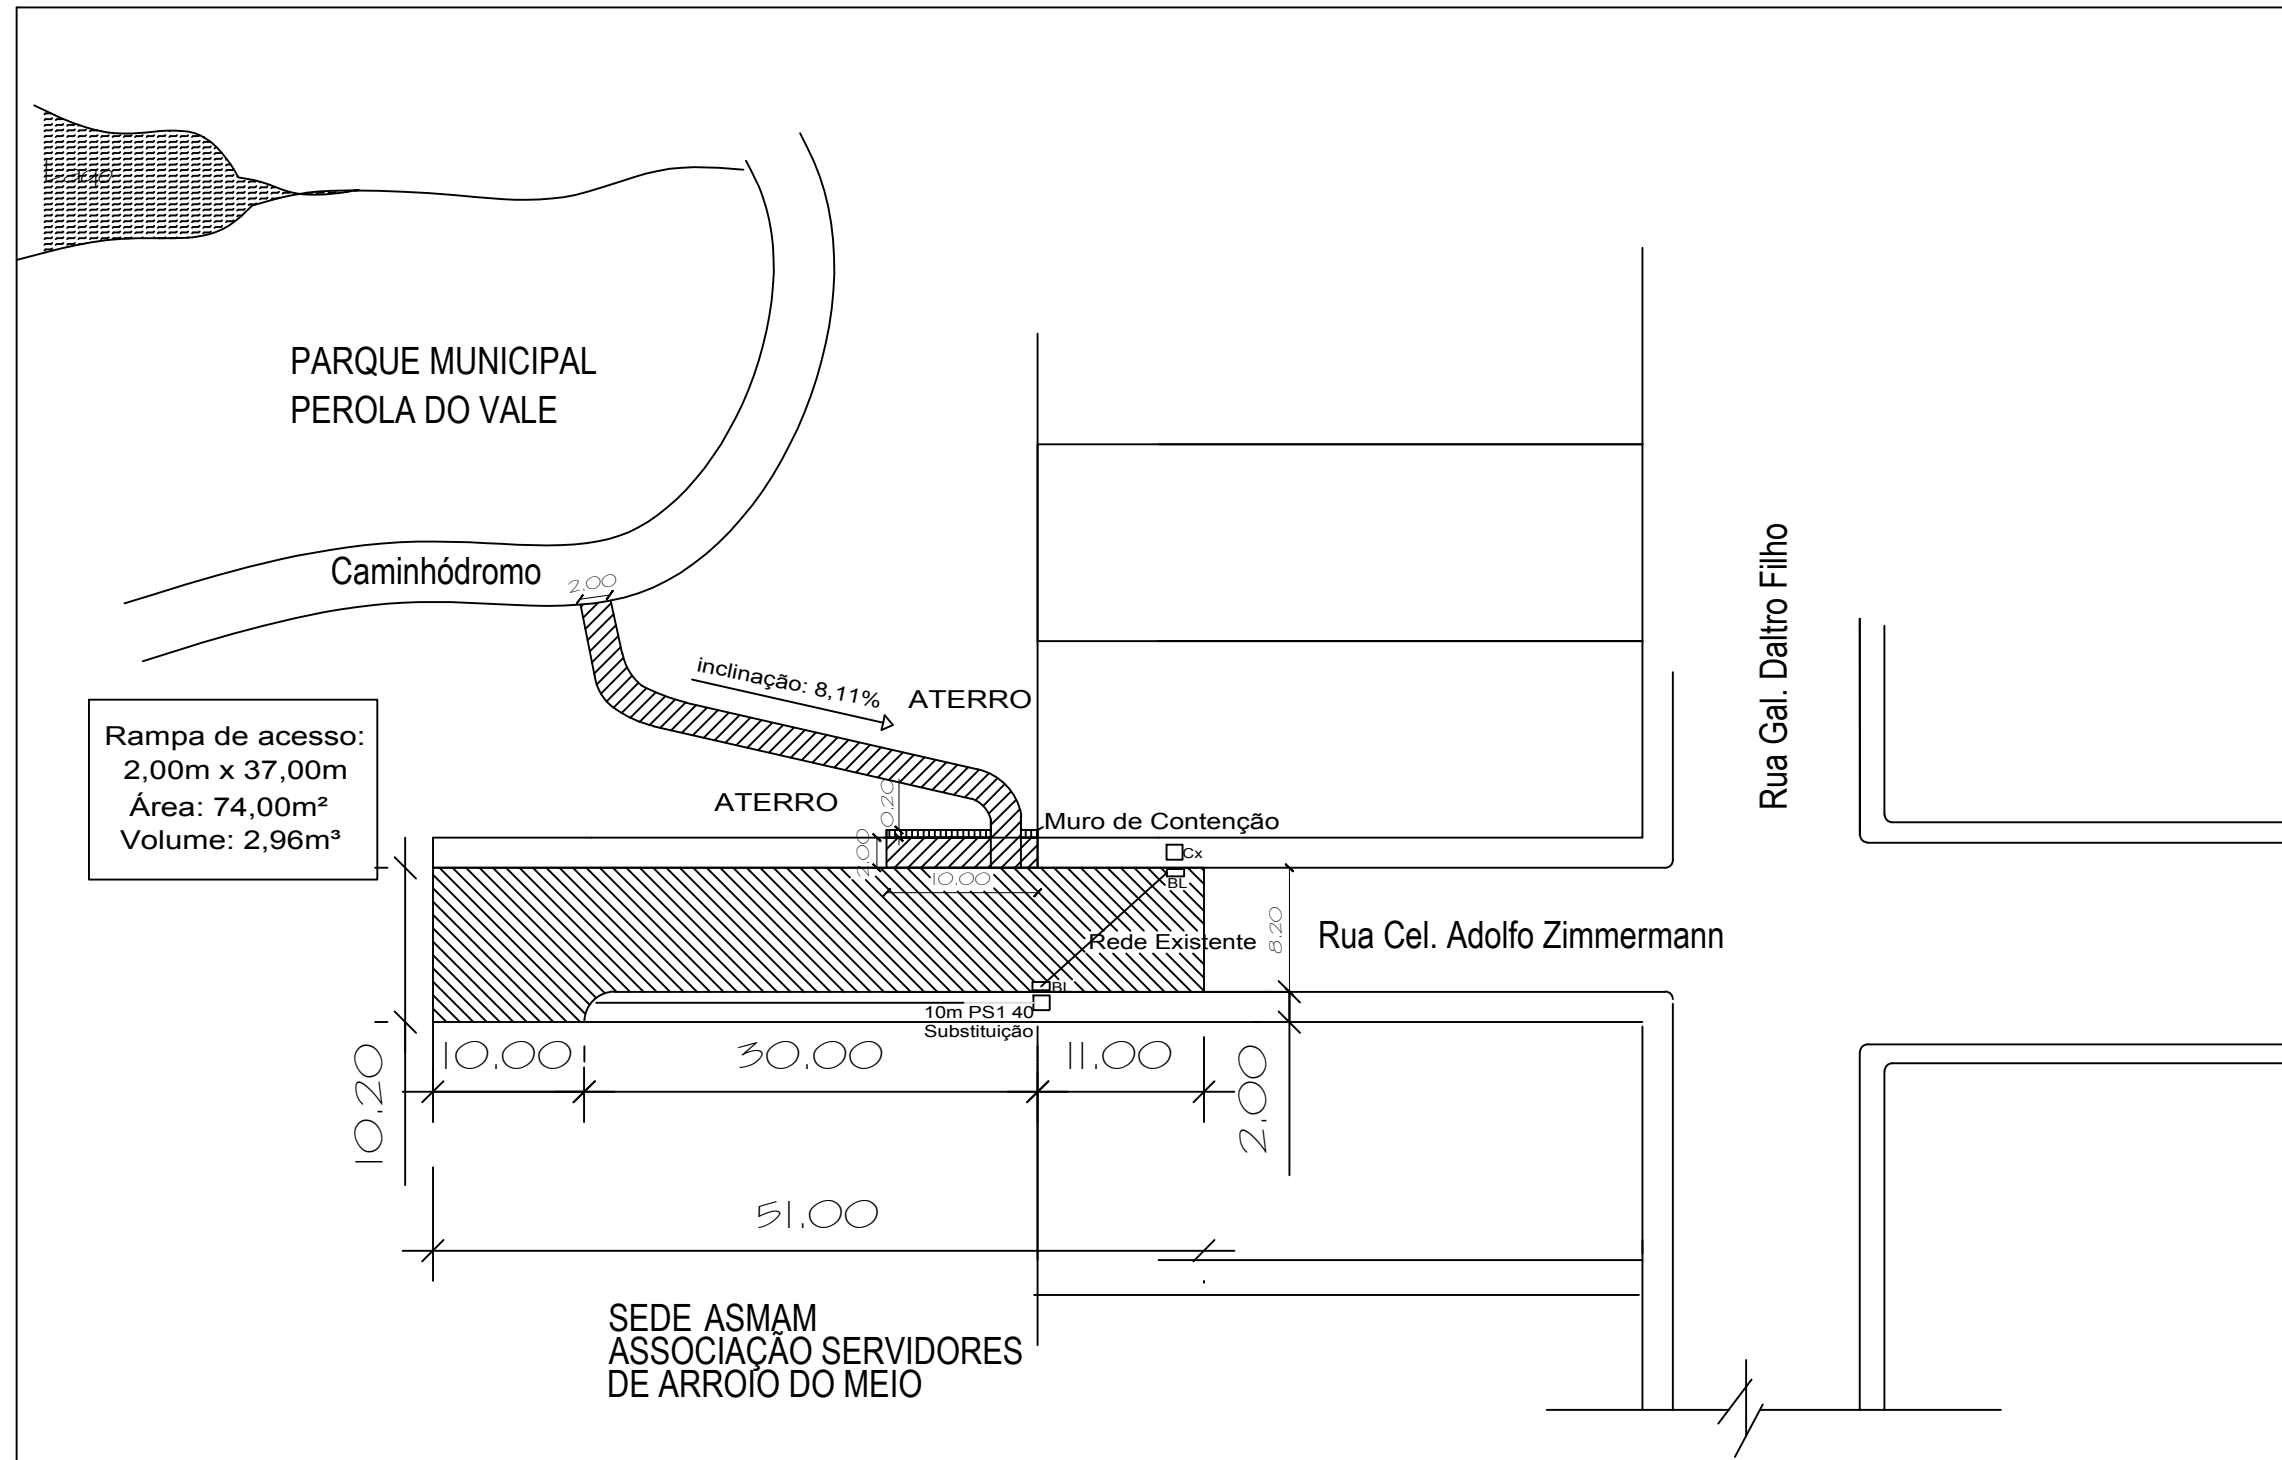 Lago
PARQUE MUNICIPAL
PEROLA DO VALE
Caminhódromo
2.00
inclinação: 8,11%
ATERRO
Rua Gal. Daltro Filho
Rampa de acesso:
2,00m x 37,00m
Área: 74,00m²
Volume: 2,96m³
ATERRO
0.20
Muro de Contenção
2.00
Cx
10.00
BL
Rede Existente
8.20
Rua Cel. Adolfo Zimmermann
BL
10m PS1 40
Substituição
10.20
10.00
30.00
11.00
2.00
51.00
SEDE ASMAM
ASSOCIAÇÃO SERVIDORES
DE ARROIO DO MEIO